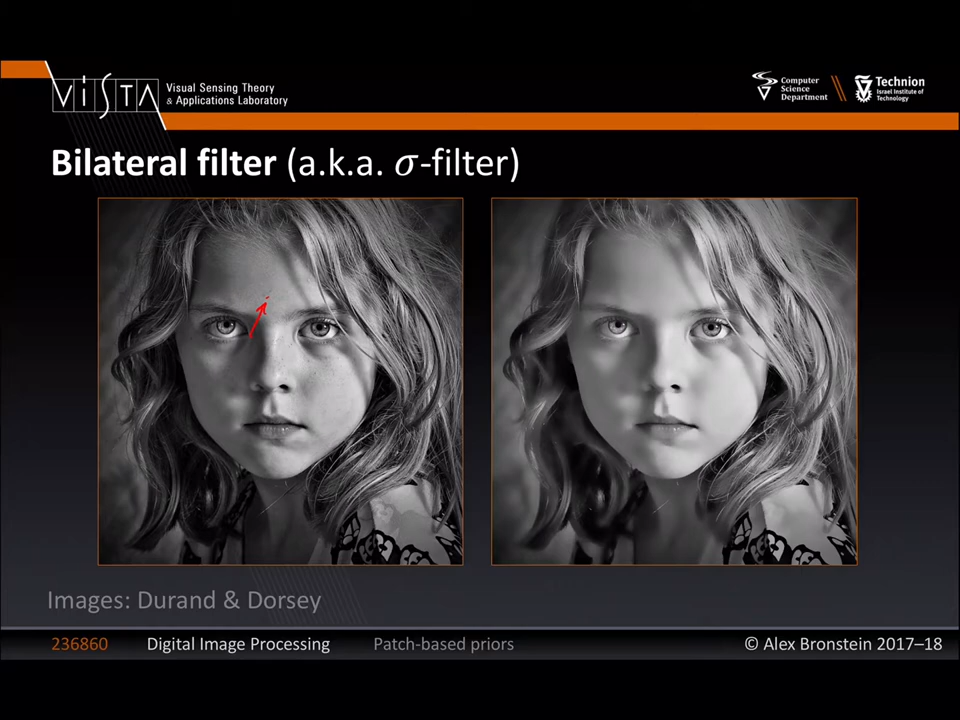 ViSTA
Visual Sensing Theory
& Applications Laboratory
Computer
Science
Department
Technion
Israel Institute of
Technology
Bilateral filter (a.k.a. σ-filter)
Images: Durand & Dorsey
236860 Digital Image Processing Patch-based priors © Alex Bronstein 2017–18